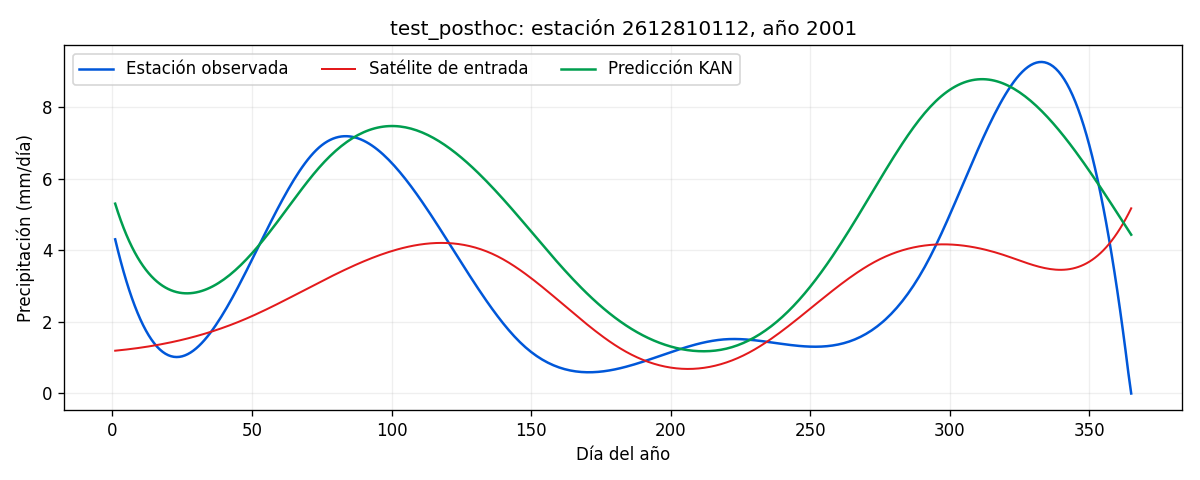 test_posthoc: estación 2612810112, año 2001
Estación observada
Satélite de entrada
Predicción KAN
Precipitación (mm/día)
8
6
4
2
0
0 50 100 150 200 250 300 350
Día del año